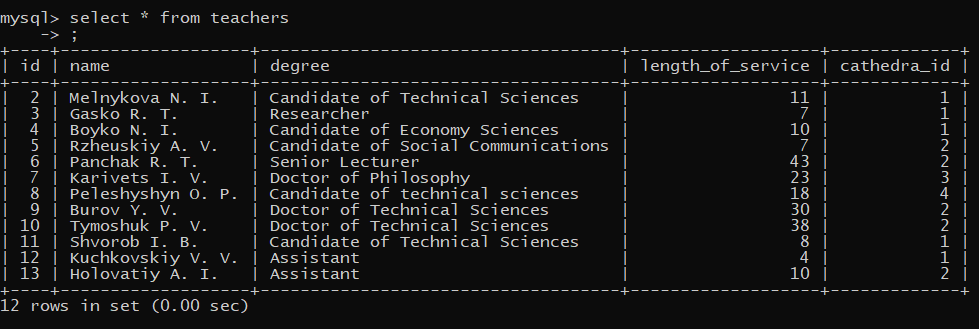 mysql> select * from teachers
    -> ;
+----+------------------+------------------------------------+-------------------+-------------+
| id | name             | degree                             | length_of_service | cathedra_id |
+----+------------------+------------------------------------+-------------------+-------------+
|  2 | Melnykova N. I.  | Candidate of Technical Sciences    |                11 |           1 |
|  3 | Gasko R. T.      | Researcher                         |                 7 |           1 |
|  4 | Boyko N. I.      | Candidate of Economy Sciences      |                10 |           1 |
|  5 | Rzheuskiy A. V.  | Candidate of Social Communications |                 7 |           2 |
|  6 | Panchak R. T.    | Senior Lecturer                    |                43 |           2 |
|  7 | Karivets I. V.   | Doctor of Philosophy               |                23 |           3 |
|  8 | Peleshyshyn O. P. | Candidate of technical sciences    |                18 |           4 |
|  9 | Burov Y. V.      | Doctor of Technical Sciences       |                30 |           2 |
| 10 | Tymoshuk P. V.   | Doctor of Technical Sciences       |                38 |           2 |
| 11 | Shvorob I. B.    | Candidate of Technical Sciences    |                 8 |           1 |
| 12 | Kuchkovskiy V. V. | Assistant                          |                 4 |           1 |
| 13 | Holovatiy A. I.  | Assistant                          |                10 |           2 |
+----+------------------+------------------------------------+-------------------+-------------+
12 rows in set (0.00 sec)